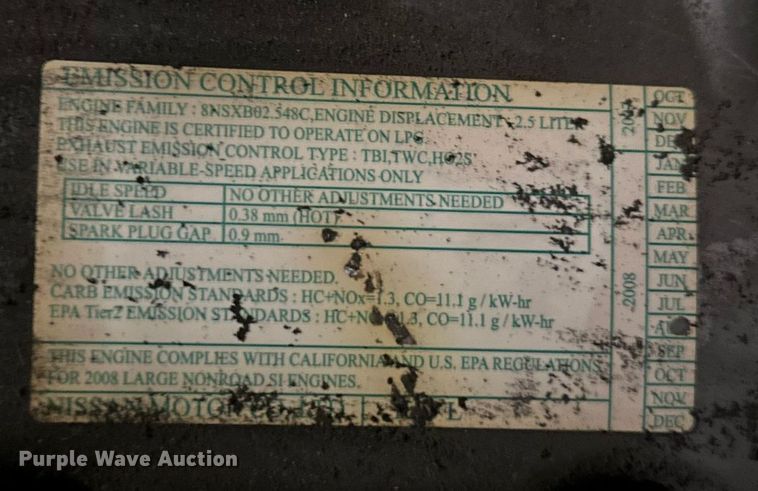 EMISSION CONTROL INFORMATION
ENGINE FAMILY : 8NSXB02.548C, ENGINE DISPLACEMENT : 2.5 LITER
THIS ENGINE IS CERTIFIED TO OPERATE ON LPG
EXHAUST EMISSION CONTROL TYPE : TBI,TWC,HO2S
USE IN VARIABLE-SPEED APPLICATIONS ONLY
IDLE SPEED NO OTHER ADJUSTMENTS NEEDED
VALVE LASH 0.38 mm (HOT)
SPARK PLUG GAP 0.9 mm
NO OTHER ADJUSTMENTS NEEDED.
CARB EMISSION STANDARDS : HC+NOx=1.3, CO=11.1 g / kW-hr
EPA Tier2 EMISSION STANDARDS : HC+NOx=1.3, CO=11.1 g / kW-hr
THIS ENGINE COMPLIES WITH CALIFORNIA AND U.S. EPA REGULATIONS
FOR 2008 LARGE NONROAD SI ENGINES.
NISSAN MOTOR CO.,
2007
OCT
NOV
DEC
2008
JAN
FEB
MAR
APR
MAY
JUN
JUL
AUG
SEP
OCT
NOV
DEC
Purple Wave Auction